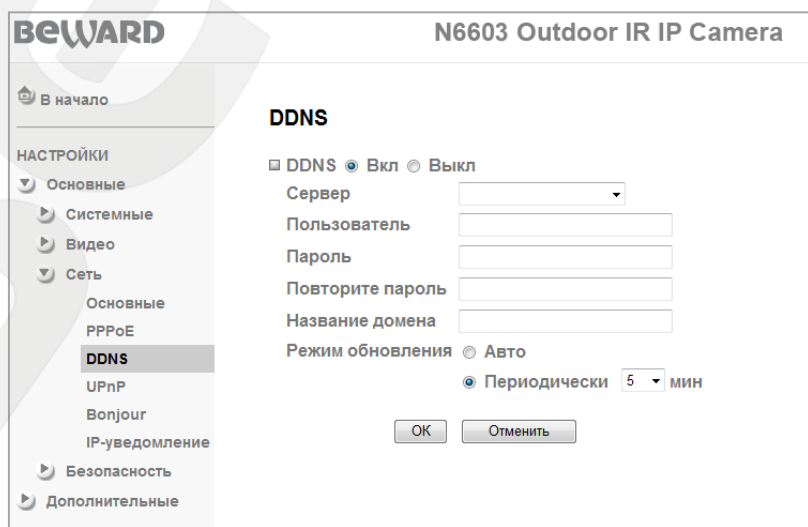 BEWARD
N6603 Outdoor IR IP Camera
В начало
НАСТРОЙКИ
Основные
Системные
Видео
Сеть
Основные
PPPoE
DDNS
UPnP
Bonjour
IP-уведомление
Безопасность
Дополнительные
DDNS
DDNS Вкл Выкл
Сервер
Пользователь
Пароль
Повторите пароль
Название домена
Режим обновления Авто
Периодически 5 мин
OK Отменить